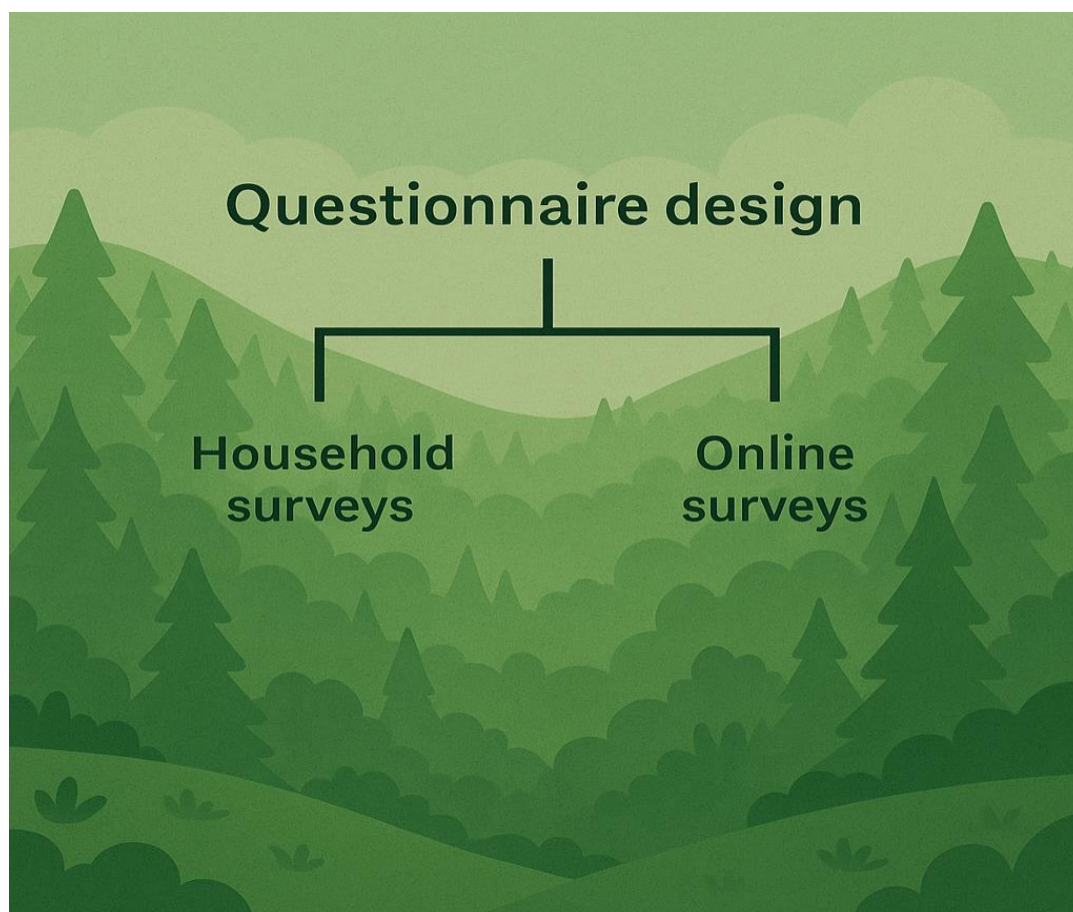 Questionnaire design
Household
surveys
Online
surveys